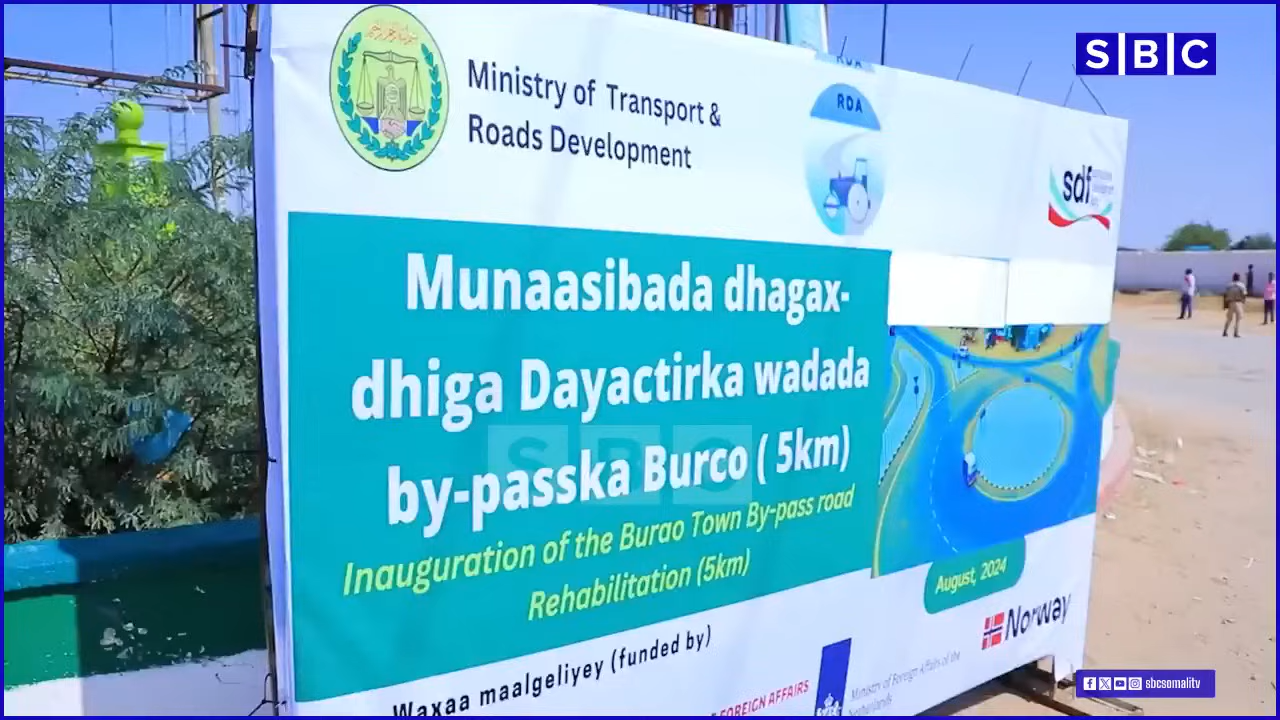 SBC
RDA
RDA
Ministry of Transport &
Roads Development
sdf
Munaasibada dhagax-
dhiga Dayactirka wadada
by-passka Burco ( 5km)
SBC
Inauguration of the Burao Town By-pass road
Rehabilitation (5km)
August, 2024
Waxaa maalgeliyey (funded by)
FOREIGN AFFAIRS
Ministry of Foreign Affairs of the
Netherlands
Norway
sbcsomalitv